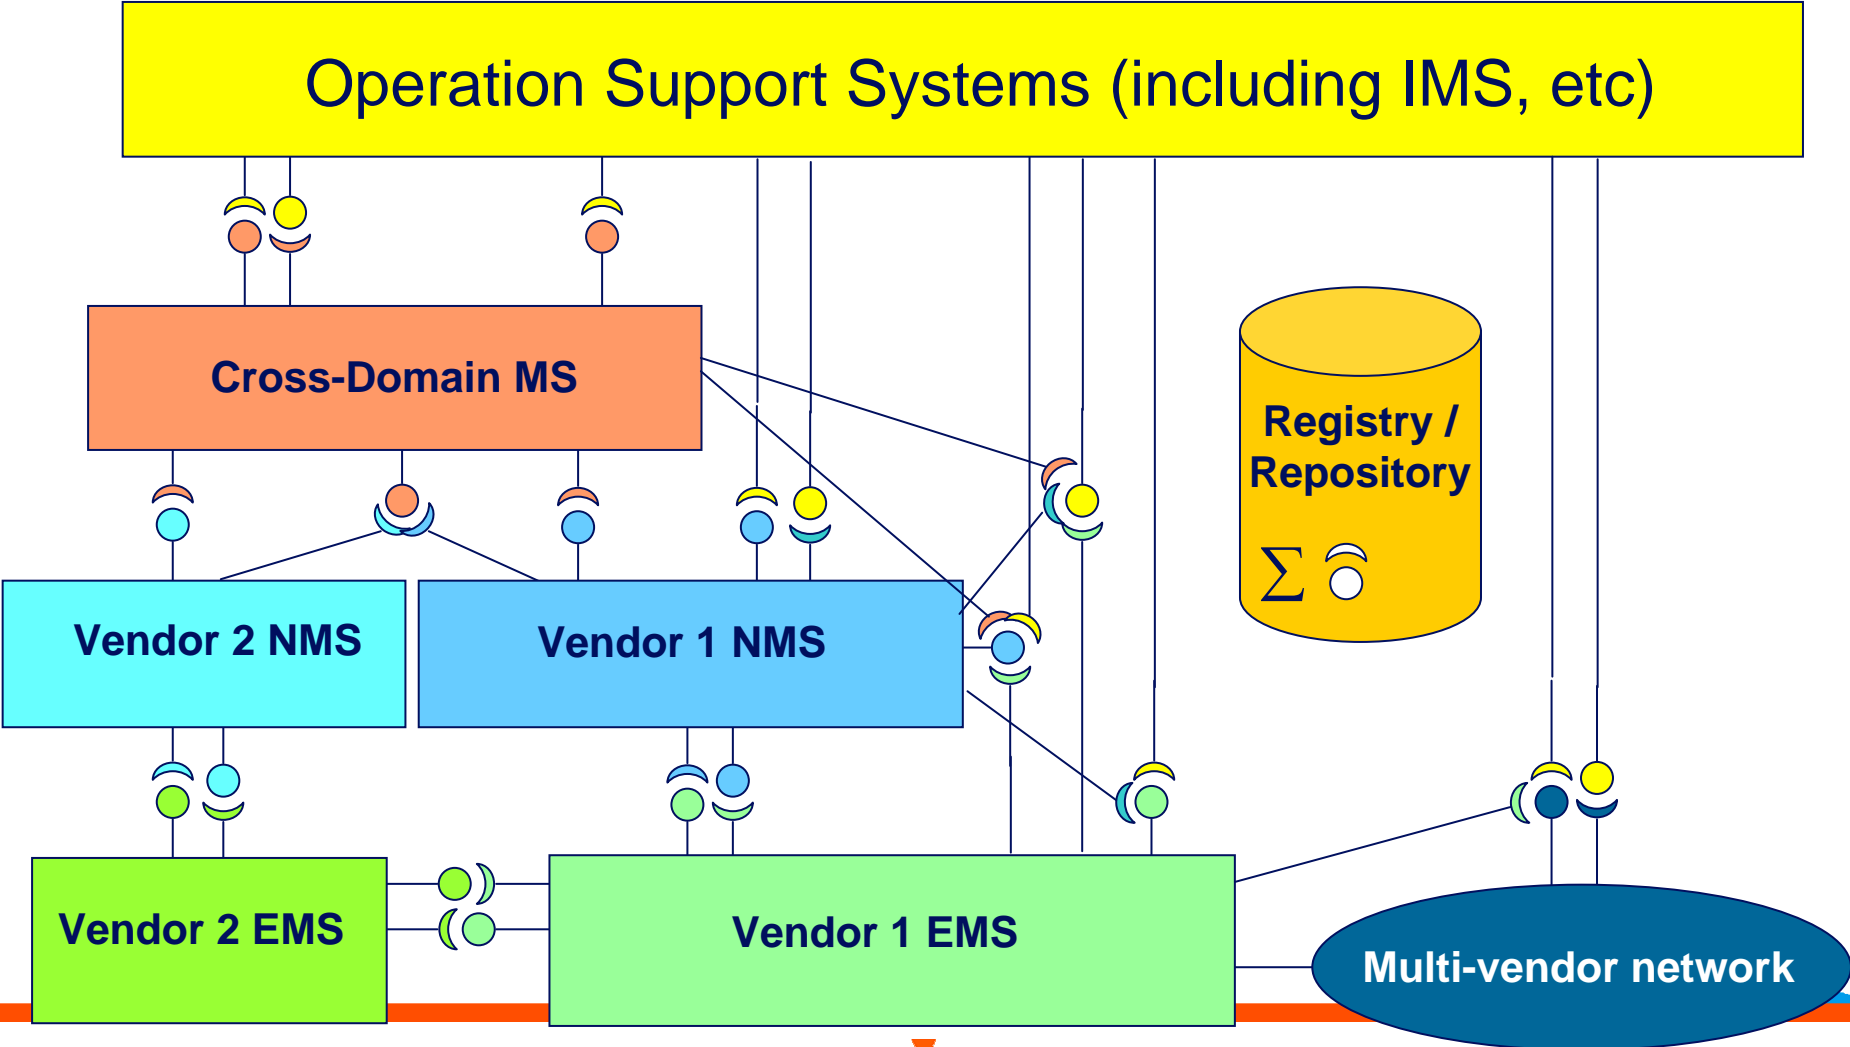 Operation Support Systems (including IMS, etc)
Cross-Domain MS
Registry /
Repository
Σ
Vendor 2 NMS
Vendor 1 NMS
Vendor 2 EMS
Vendor 1 EMS
Multi-vendor network